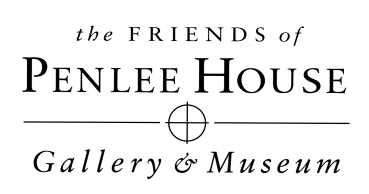 the FRIENDS of
PENLEE HOUSE
Gallery & Museum